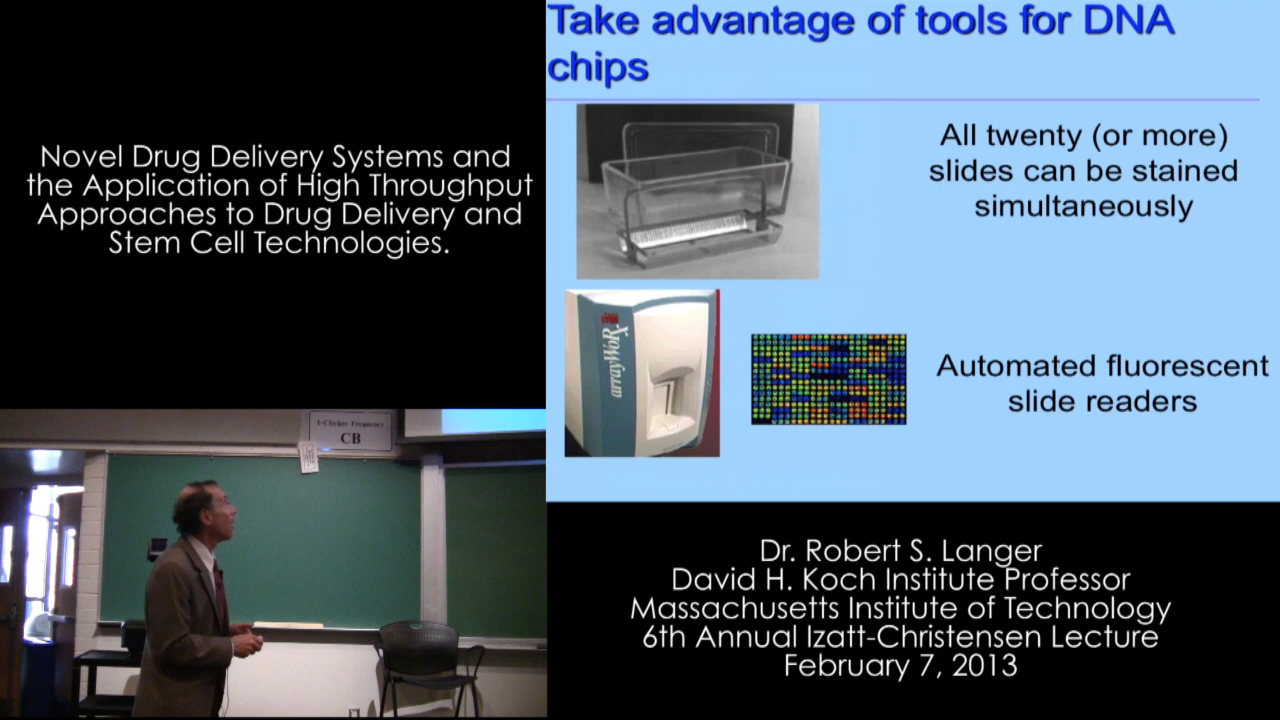 Novel Drug Delivery Systems and
the Application of High Throughput
Approaches to Drug Delivery and
Stem Cell Technologies.
Take advantage of tools for DNA
chips
All twenty (or more)
slides can be stained
simultaneously
arrayWoRx
Automated fluorescent
slide readers
I-Clicker Frequency
CB
Dr. Robert S. Langer
David H. Koch Institute Professor
Massachusetts Institute of Technology
6th Annual Izatt-Christensen Lecture
February 7, 2013